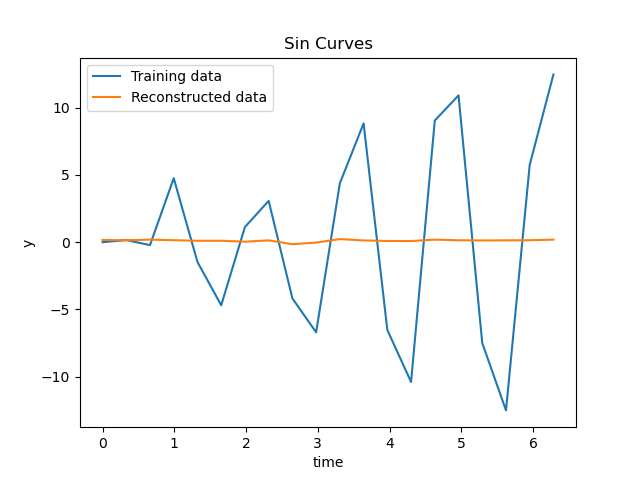 Sin Curves
Training data
Reconstructed data
10
5
0
−5
−10
y
0 1 2 3 4 5 6
time